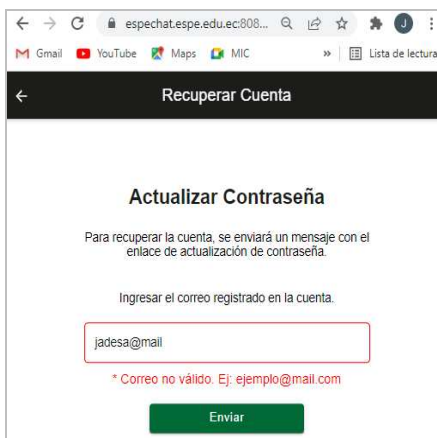 espechat.espe.edu.ec:808...
J
Gmail YouTube Maps MIC » Lista de lectura
Recuperar Cuenta
Actualizar Contraseña
Para recuperar la cuenta, se enviará un mensaje con el
enlace de actualización de contraseña.
Ingresar el correo registrado en la cuenta.
jadesa@mail
* Correo no válido. Ej: ejemplo@mail.com
Enviar